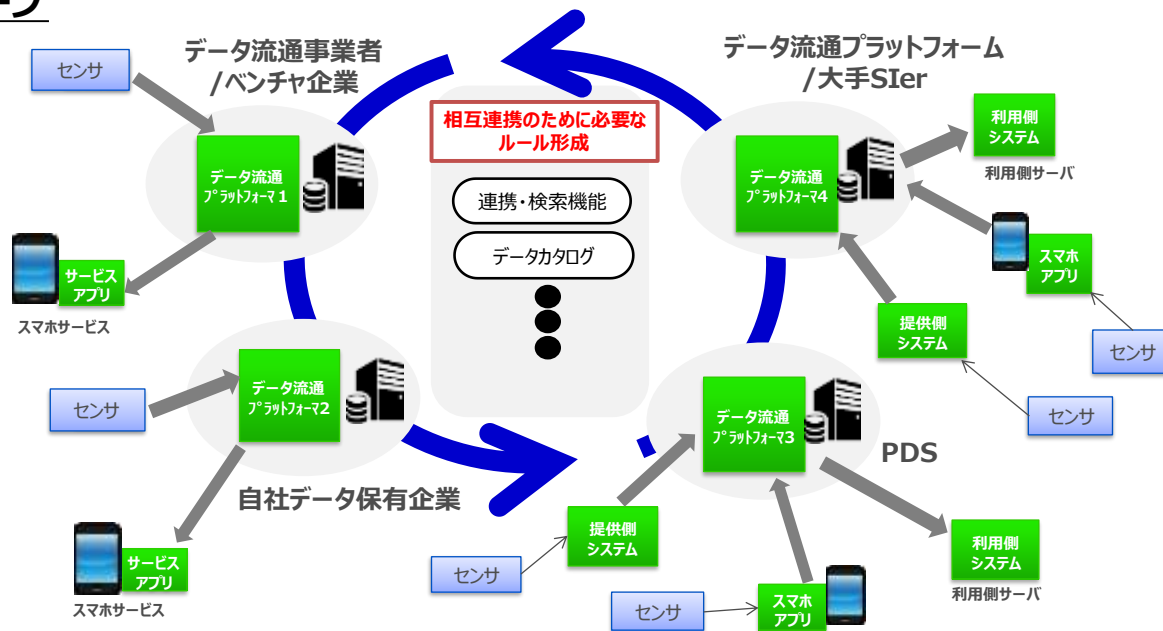 センサ
データ流通事業者
/ベンチャ企業
データ流通
プラットフォーマ1
サービス
アプリ
スマホサービス
相互連携のために必要な
ルール形成
連携・検索機能
データカタログ
データ流通プラットフォーム
/大手SIer
データ流通
プラットフォーマ4
利用側
システム
利用側サーバ
スマホ
アプリ
センサ
提供側
システム
センサ
センサ
データ流通
プラットフォーマ2
自社データ保有企業
サービス
アプリ
スマホサービス
データ流通
プラットフォーマ3
PDS
提供側
システム
センサ
センサ
スマホ
アプリ
利用側
システム
利用側サーバ